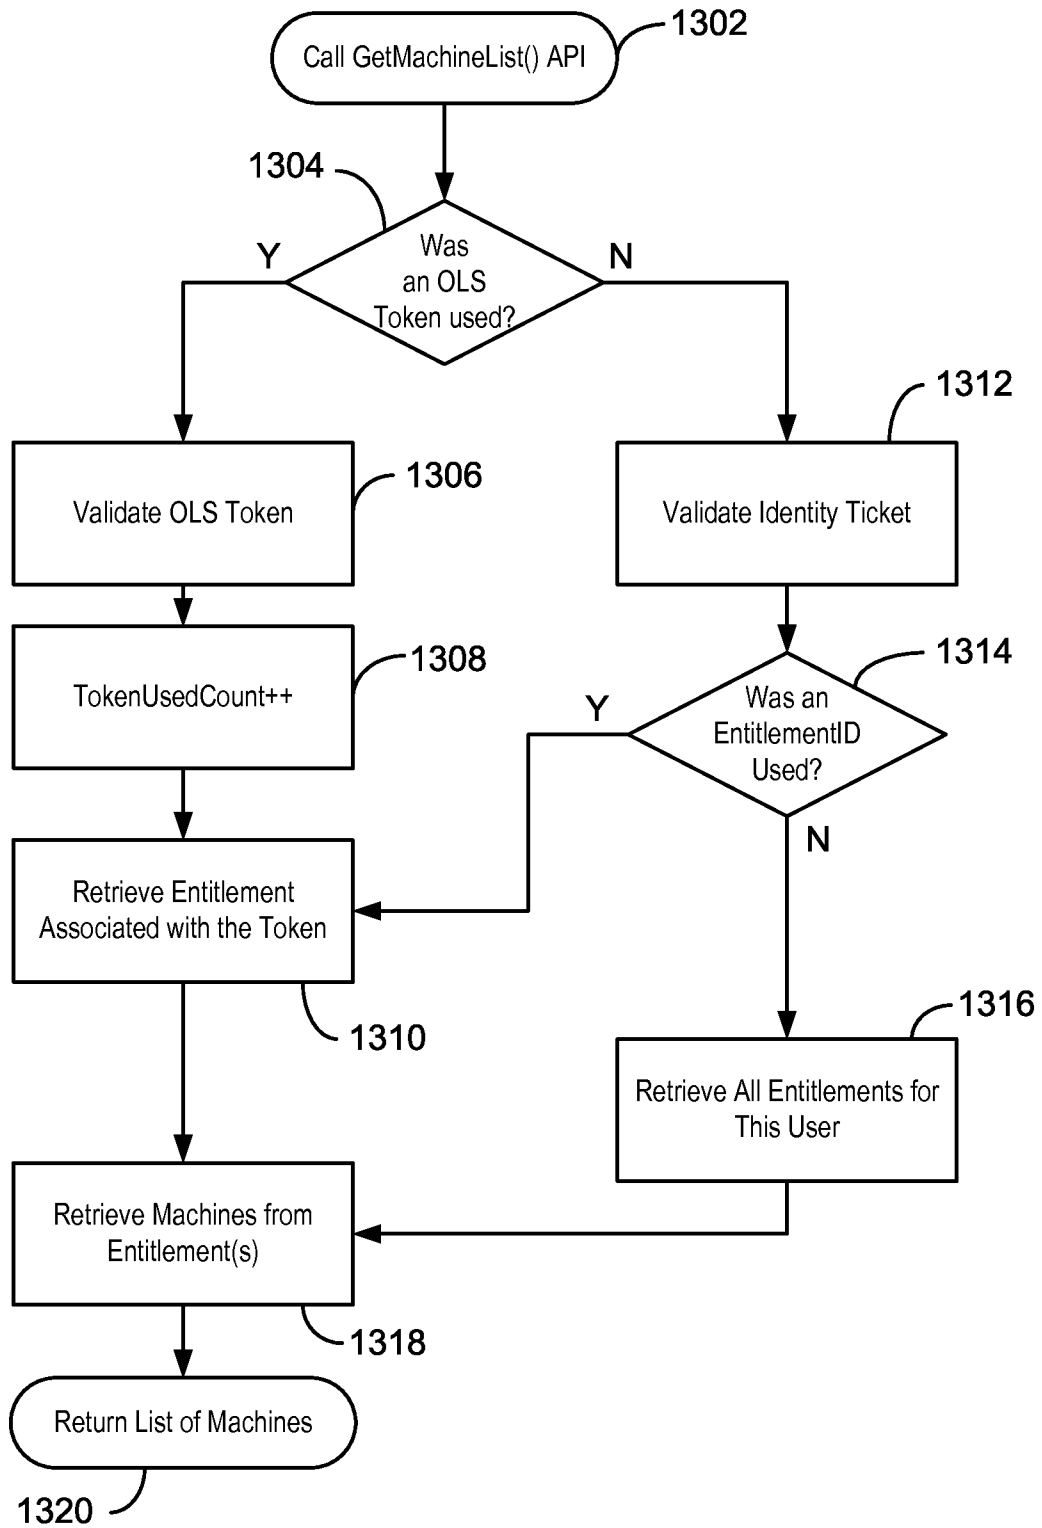 1302
Call GetMachineList() API
1304
Y
Was
an OLS
Token used?
N
1312
1306
Validate OLS Token
Validate Identity Ticket
1308
TokenUsedCount++
1314
Y
Was an
EntitlementID
Used?
N
Retrieve Entitlement
Associated with the Token
1310
1316
Retrieve All Entitlements for
This User
Retrieve Machines from
Entitlement(s)
1318
Return List of Machines
1320